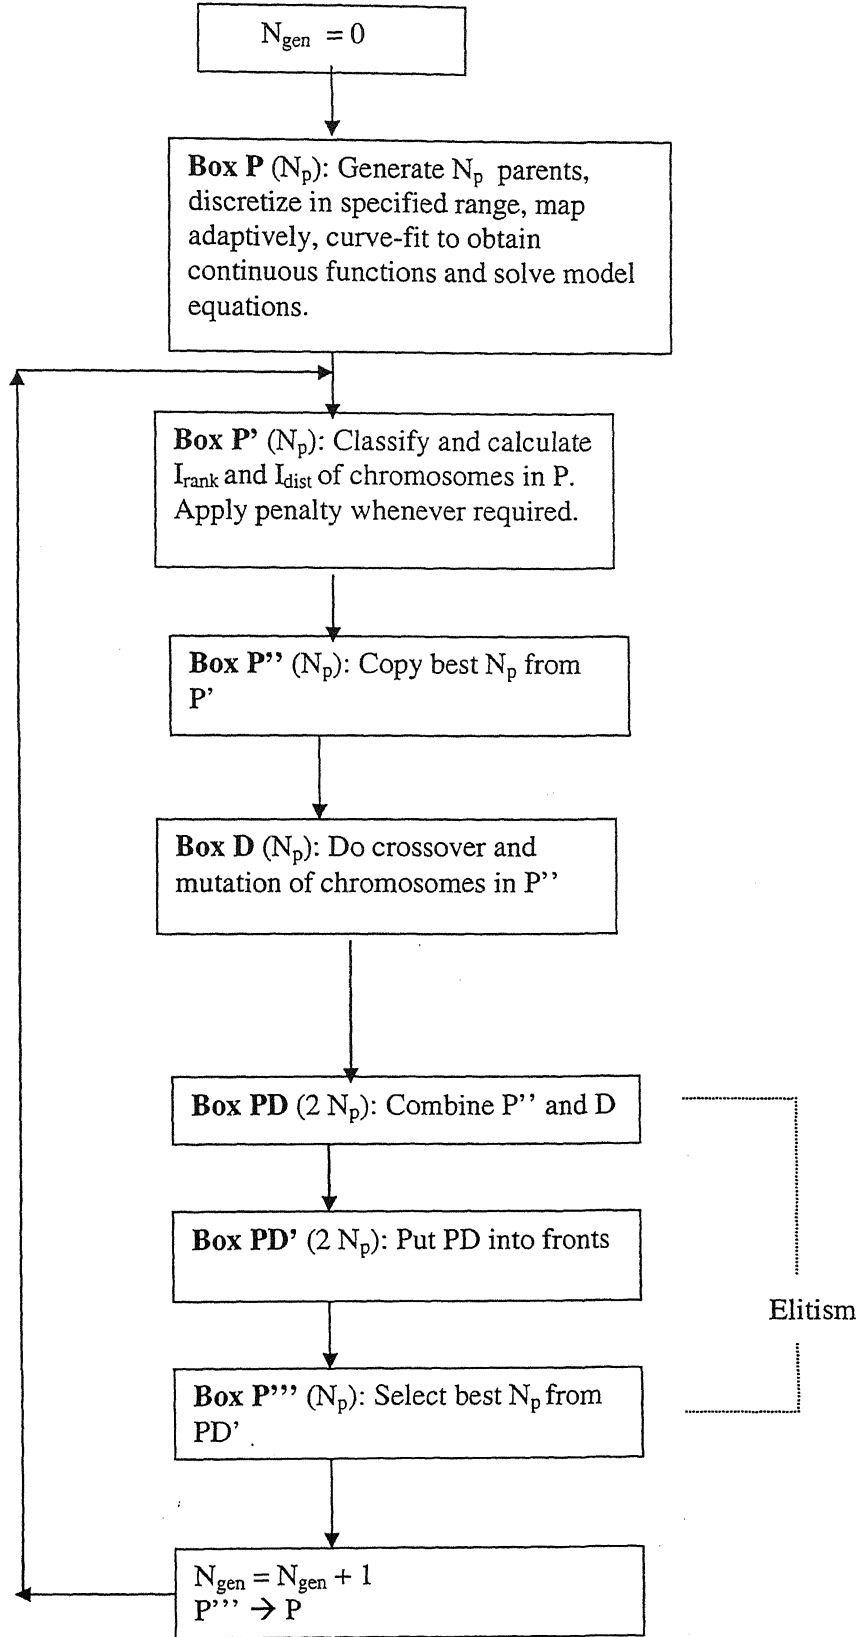 N_gen = 0
Box P (N_p): Generate N_p parents,
discretize in specified range, map
adaptively, curve-fit to obtain
continuous functions and solve model
equations.
Box P' (N_p): Classify and calculate
I_rank and I_dist of chromosomes in P.
Apply penalty whenever required.
Box P'' (N_p): Copy best N_p from
P'
Box D (N_p): Do crossover and
mutation of chromosomes in P''
Box PD (2 N_p): Combine P'' and D
Box PD' (2 N_p): Put PD into fronts
Elitism
Box P''' (N_p): Select best N_p from
PD'
N_gen = N_gen + 1
P''' → P